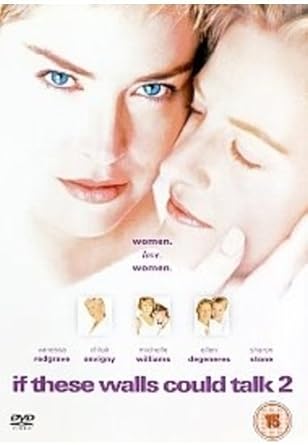 women.
love.
women.
vanessa redgrave
chloë sevigny
michelle williams
ellen degeneres
sharon stone
if these walls could talk 2
DVD
15